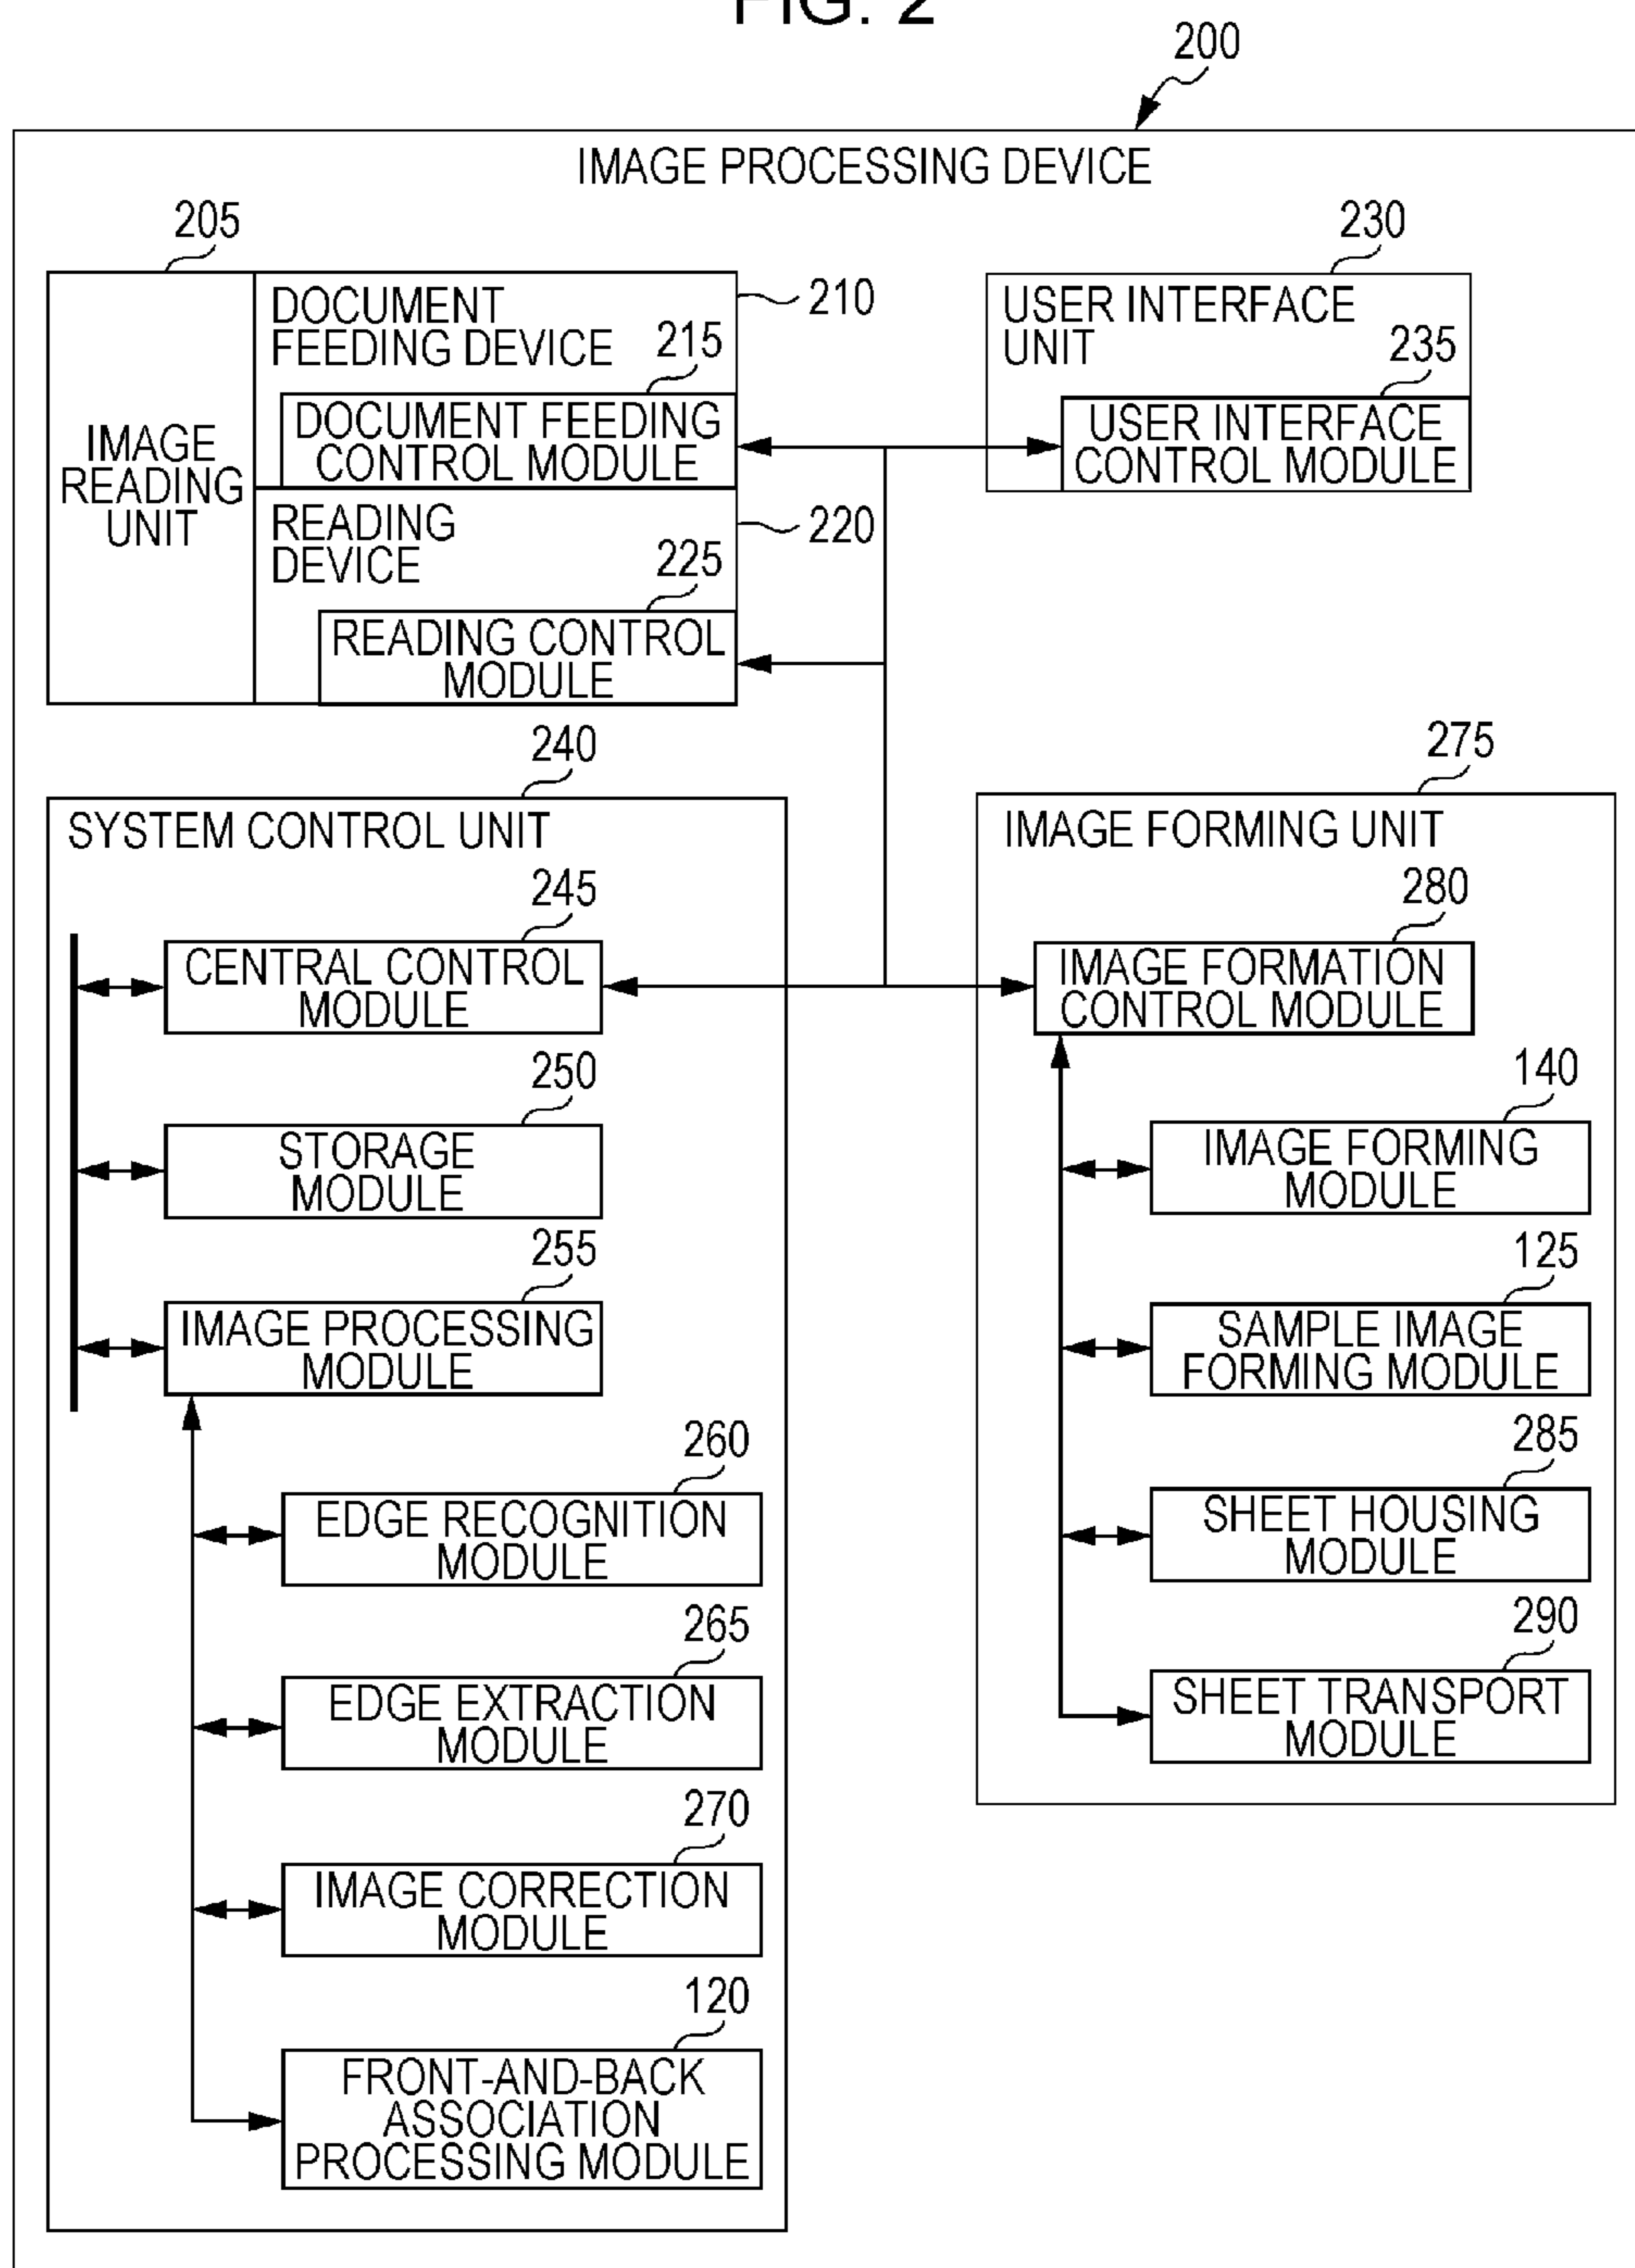 FIG. 2
200
IMAGE PROCESSING DEVICE
205
IMAGE
READING
UNIT
DOCUMENT
FEEDING DEVICE
210
215
DOCUMENT FEEDING
CONTROL MODULE
READING
DEVICE
220
225
READING CONTROL
MODULE
230
USER INTERFACE
UNIT
235
USER INTERFACE
CONTROL MODULE
240
SYSTEM CONTROL UNIT
245
CENTRAL CONTROL
MODULE
250
STORAGE
MODULE
255
IMAGE PROCESSING
MODULE
260
EDGE RECOGNITION
MODULE
265
EDGE EXTRACTION
MODULE
270
IMAGE CORRECTION
MODULE
120
FRONT-AND-BACK
ASSOCIATION
PROCESSING MODULE
275
IMAGE FORMING UNIT
280
IMAGE FORMATION
CONTROL MODULE
140
IMAGE FORMING
MODULE
125
SAMPLE IMAGE
FORMING MODULE
285
SHEET HOUSING
MODULE
290
SHEET TRANSPORT
MODULE